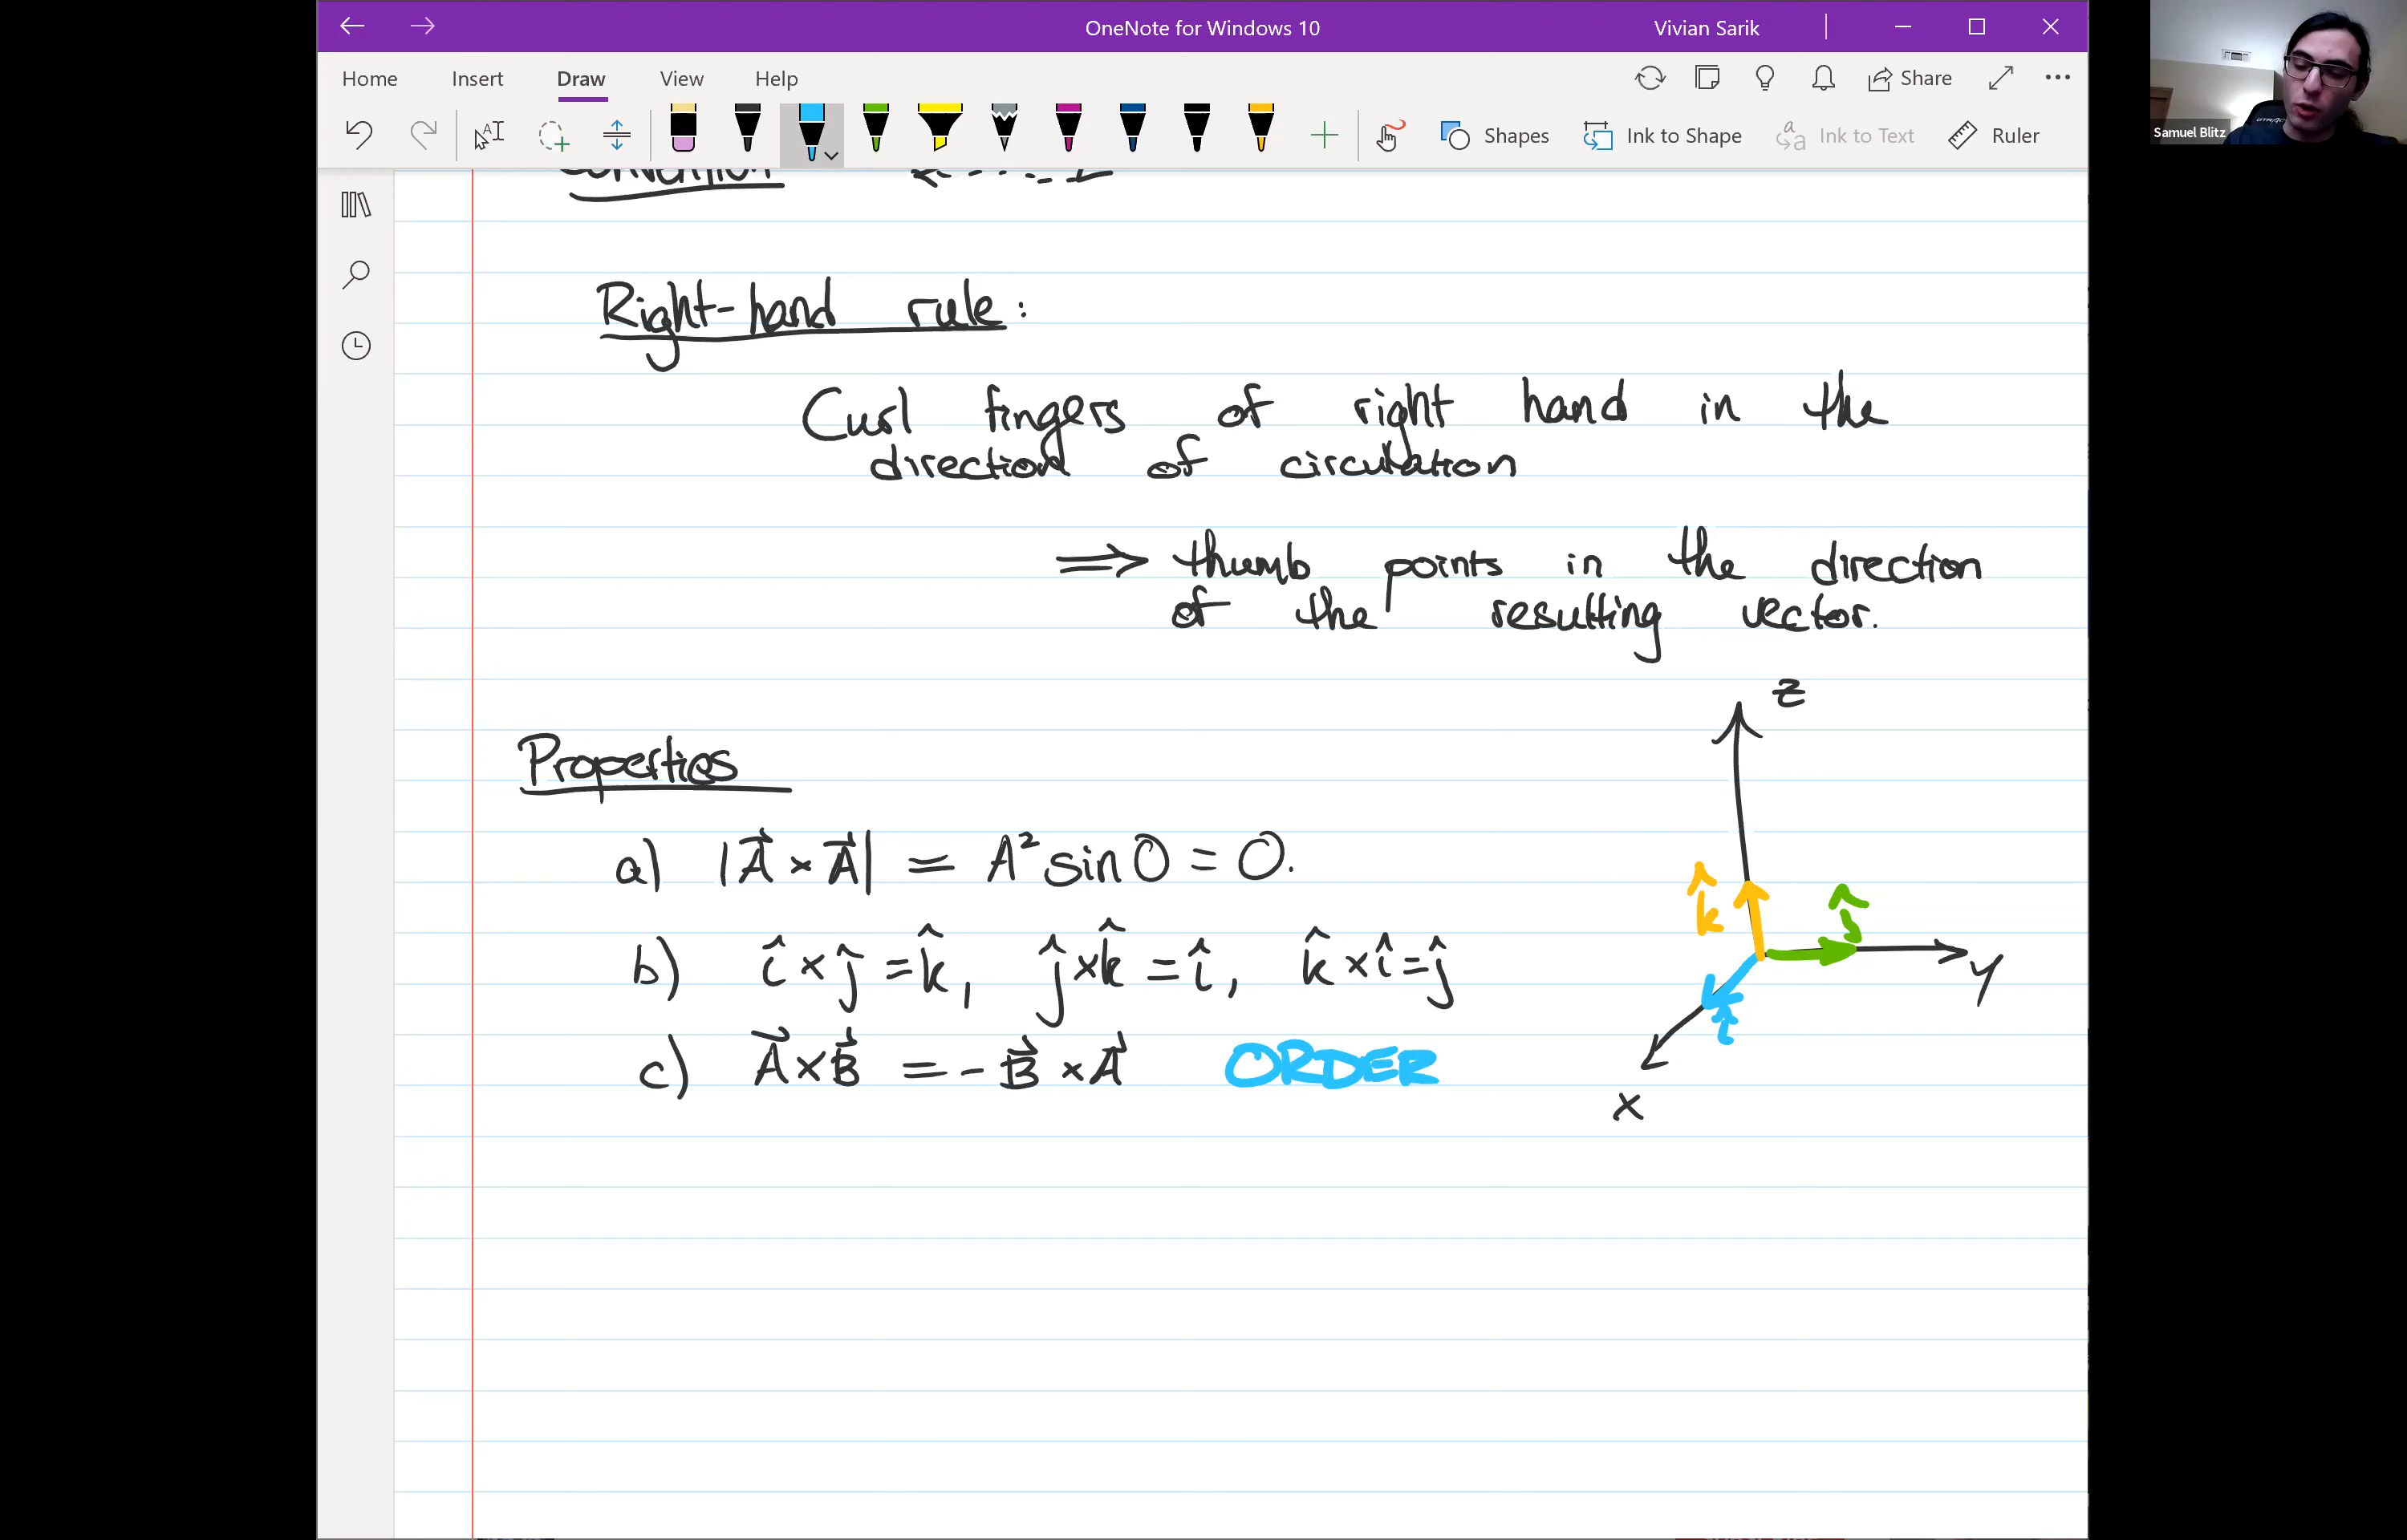 OneNote for Windows 10
Vivian Sarik
Samuel Blitz
Home Insert Draw View Help
Share
Shapes Ink to Shape Ink to Text Ruler
Convention
Right-hand rule:
Curl fingers of right hand in the
direction of circulation
⟹ thumb points in the direction
of the resulting vector.
Properties
a) |A⃗ × A⃗| = A² sin 0 = 0.
b) î × ĵ = k̂, ĵ × k̂ = î, k̂ × î = ĵ
c) A⃗ × B⃗ = - B⃗ × A⃗ ORDER
z
k̂ ĵ
y
î
x